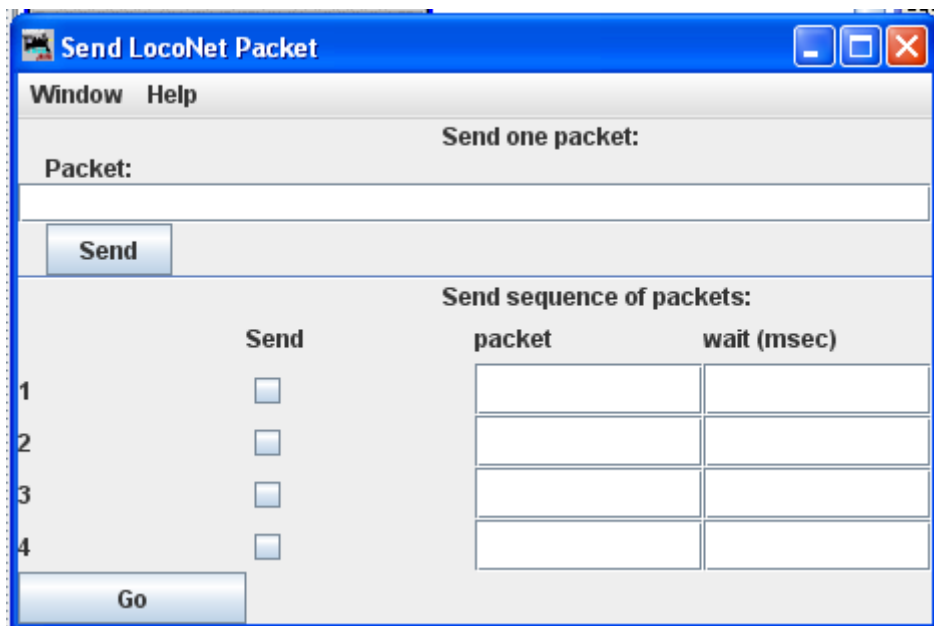 Send LocoNet Packet
Window Help
Send one packet:
Packet:
Send
Send sequence of packets:
Send packet wait (msec)
1
2
3
4
Go